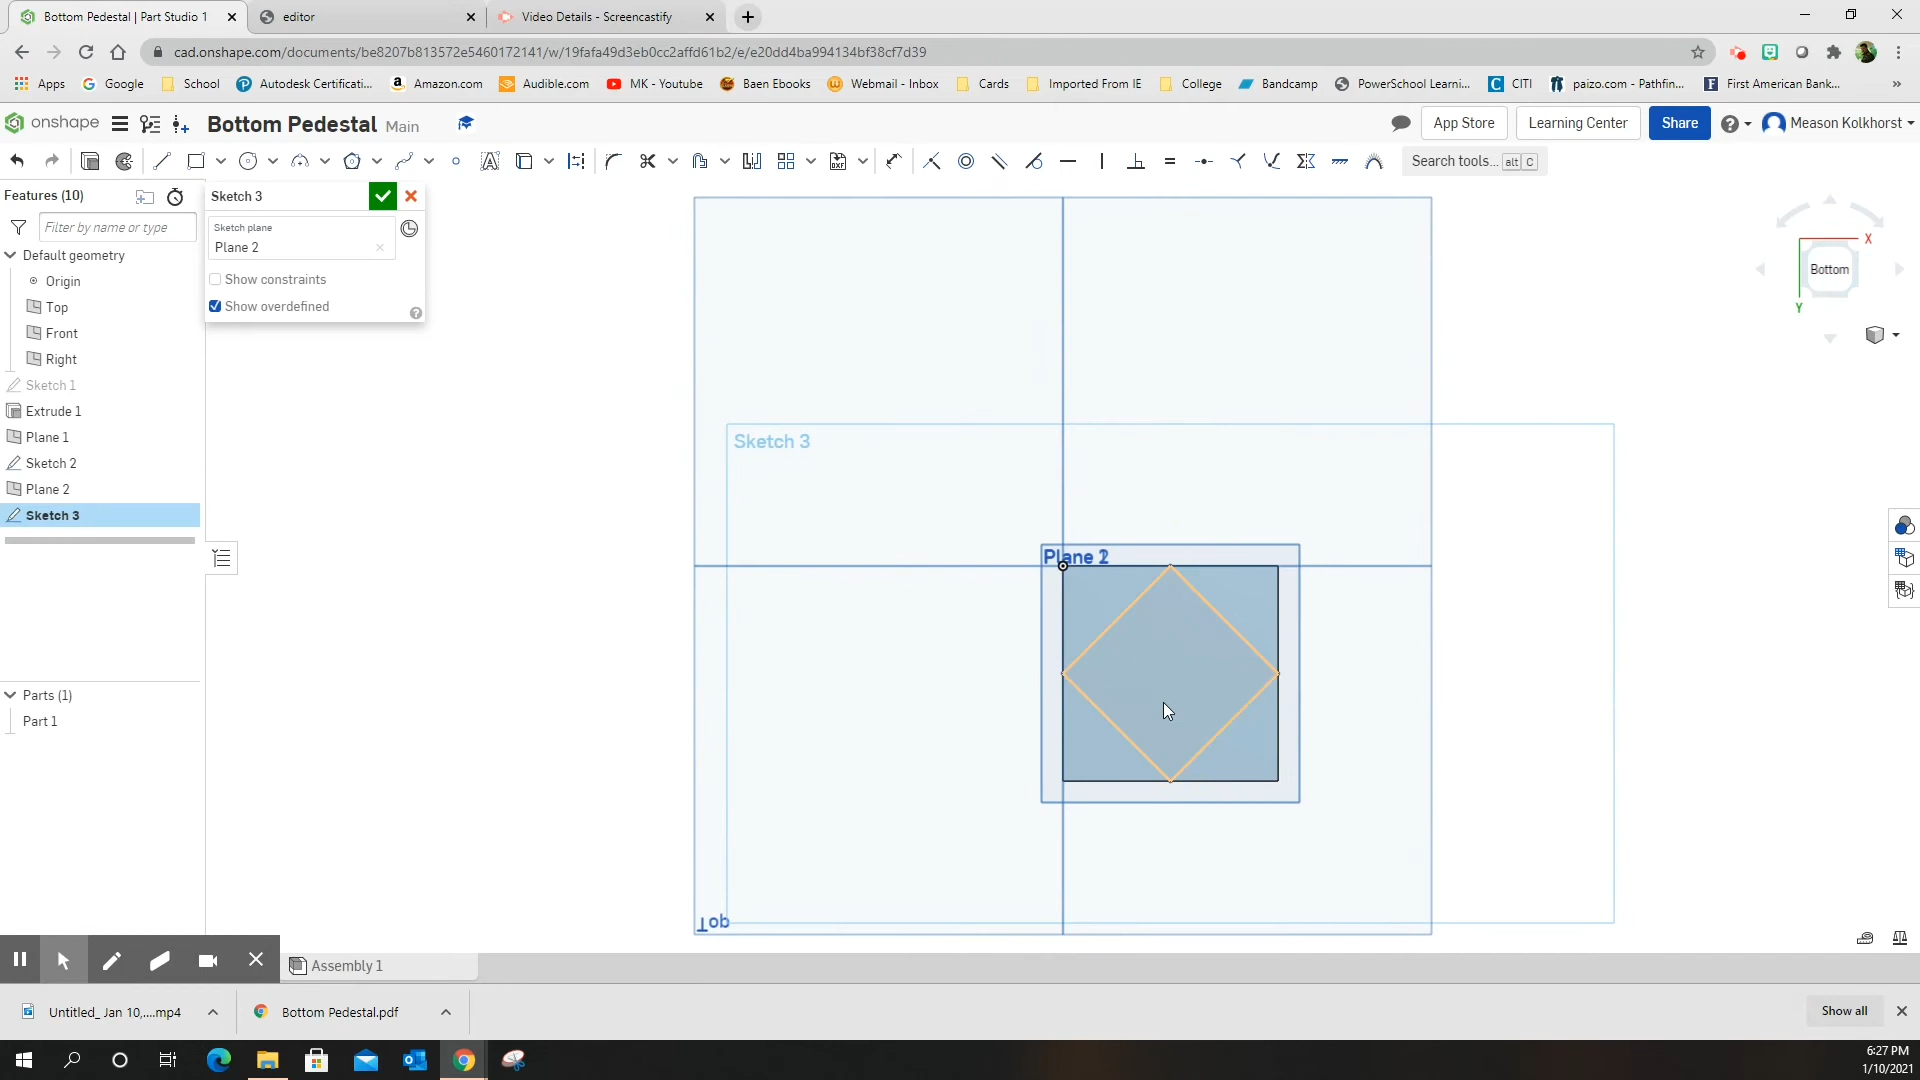 Bottom Pedestal | Part Studio 1
editor
Video Details - Screencastify
cad.onshape.com/documents/be8207b813572e5460172141/w/19fafa49d3eb0cc2affd61b2/e/e20dd4ba994134bf38cf7d39
Apps Google School Autodesk Certificati... Amazon.com Audible.com MK - Youtube Baen Ebooks Webmail - Inbox Cards Imported From IE College Bandcamp PowerSchool Learni... CITI paizo.com - Pathfin... First American Bank... »
onshape Bottom Pedestal Main App Store Learning Center Share Meason Kolkhorst
Search tools... alt C
Features (10)
Filter by name or type
Default geometry
Origin
Top
Front
Right
Sketch 1
Extrude 1
Plane 1
Sketch 2
Plane 2
Sketch 3
Parts (1)
Part 1
Sketch 3
Sketch plane
Plane 2
Show constraints
Show overdefined
Sketch 3
Top
X
Bottom
Y
Assembly 1
Untitled_ Jan 10,....mp4
Bottom Pedestal.pdf
Show all
6:27 PM
1/10/2021